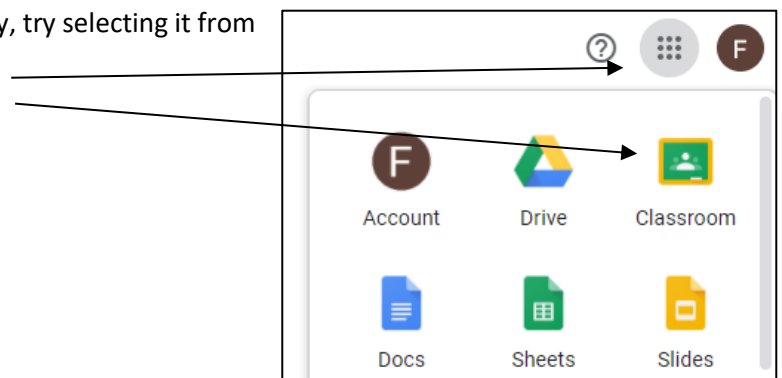 y, try selecting it from
? F
F
Account Drive Classroom
Docs Sheets Slides